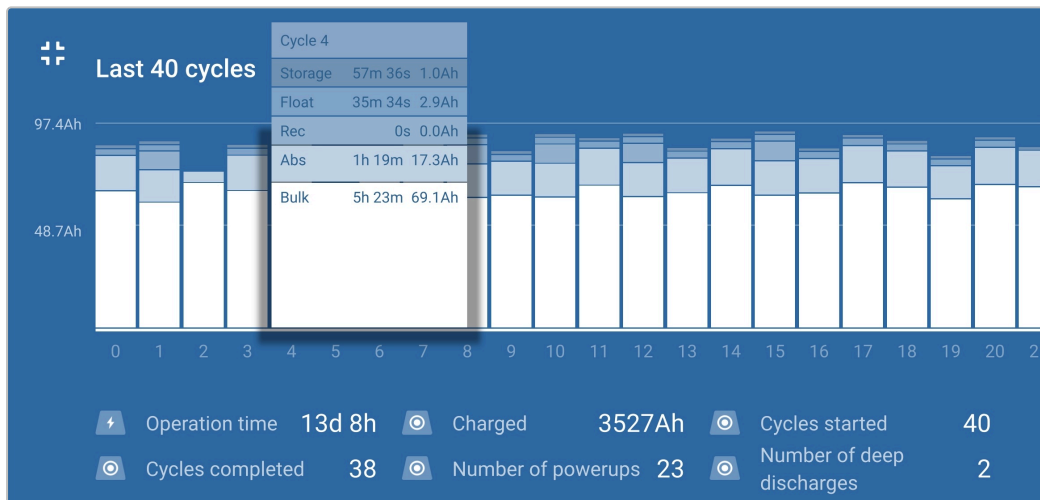 Cycle 4
Last 40 cycles
Storage 57m 36s 1.0Ah
Float 35m 34s 2.9Ah
97.4Ah
Rec 0s 0.0Ah
Abs 1h 19m 17.3Ah
Bulk 5h 23m 69.1Ah
48.7Ah
0 1 2 3 4 5 6 7 8 9 10 11 12 13 14 15 16 17 18 19 20
Operation time 13d 8h Charged 3527Ah Cycles started 40
Cycles completed 38 Number of powerups 23 Number of deep
discharges 2